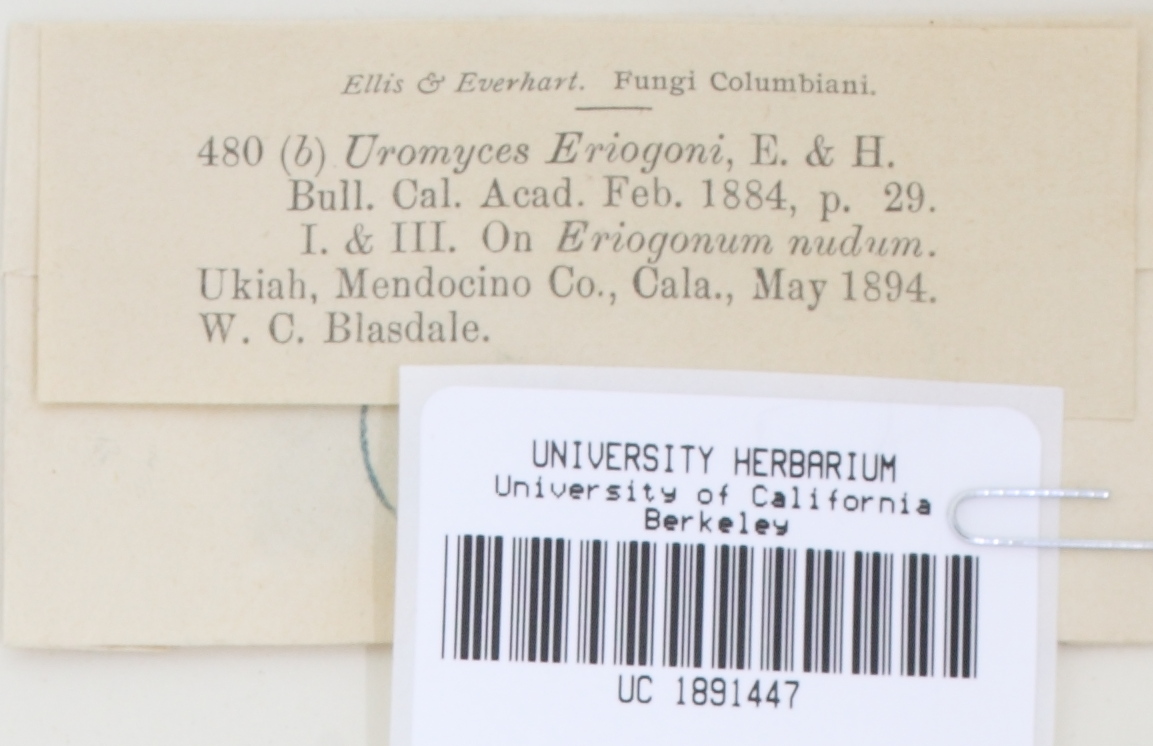 Ellis & Everhart. Fungi Columbiani.
480 (b) Uromyces Eriogoni, E. & H.
Bull. Cal. Acad. Feb. 1884, p. 29.
I. & III. On Eriogonum nudum.
Ukiah, Mendocino Co., Cala., May 1894.
W. C. Blasdale.
UNIVERSITY HERBARIUM
University of California
Berkeley
UC 1891447